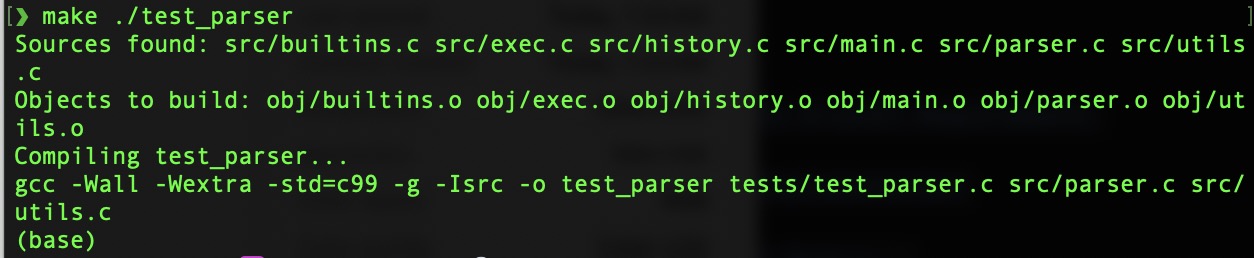 [❯ make ./test_parser ]
Sources found: src/builtins.c src/exec.c src/history.c src/main.c src/parser.c src/utils
.c
Objects to build: obj/builtins.o obj/exec.o obj/history.o obj/main.o obj/parser.o obj/ut
ils.o
Compiling test_parser...
gcc -Wall -Wextra -std=c99 -g -Isrc -o test_parser tests/test_parser.c src/parser.c src/
utils.c
(base)